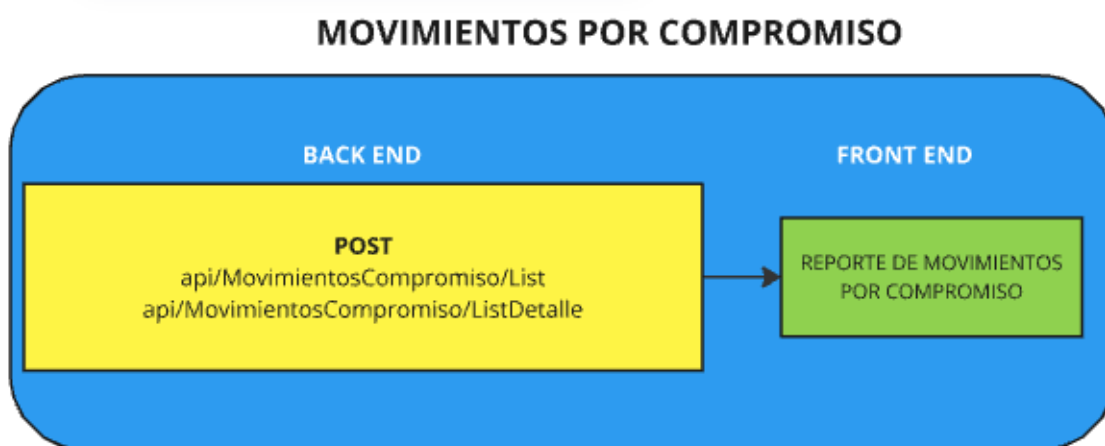 MOVIMIENTOS POR COMPROMISO
BACK END
FRONT END
POST
api/MovimientosCompromiso/List
api/MovimientosCompromiso/ListDetalle
REPORTE DE MOVIMIENTOS
POR COMPROMISO